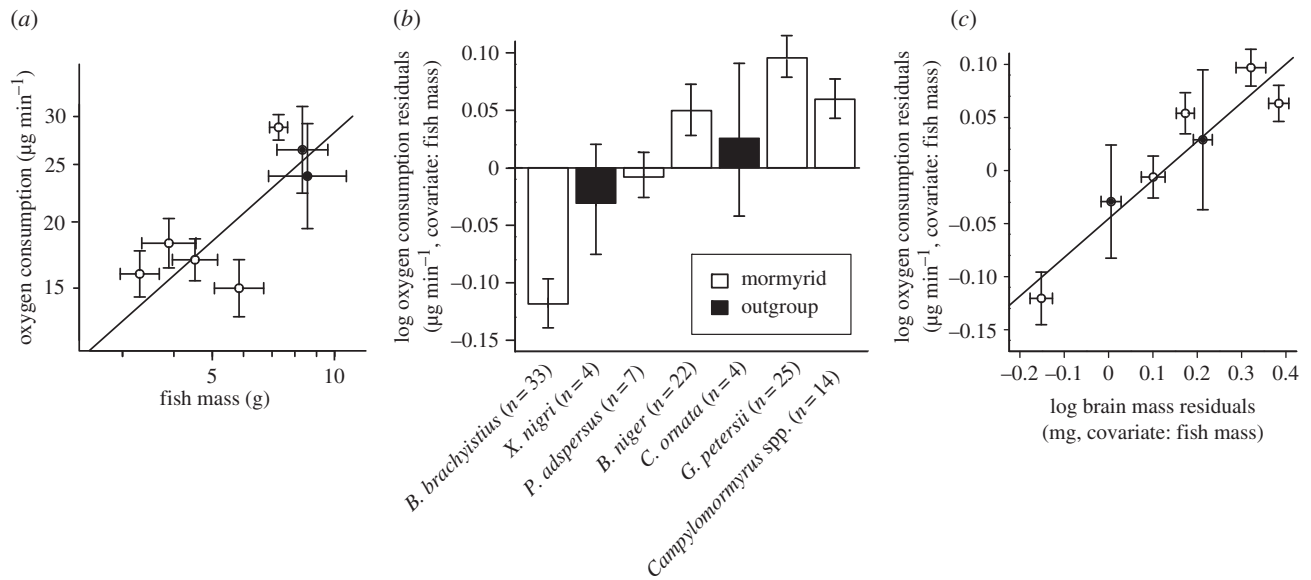 (a)
oxygen consumption (μg min⁻¹)
30
25
20
15
5
10
fish mass (g)
(b)
log oxygen consumption residuals
(μg min⁻¹, covariate: fish mass)
0.10
0.05
0
−0.05
−0.10
−0.15
mormyrid
outgroup
B. brachyistius (n = 33)
X. nigri (n = 4)
P. adspersus (n = 7)
B. niger (n = 22)
C. ornata (n = 4)
G. petersii (n = 25)
Campylomormyrus spp. (n = 14)
(c)
log oxygen consumption residuals
(μg min⁻¹, covariate: fish mass)
0.10
0.05
0
−0.05
−0.10
−0.15
−0.2 −0.1 0 0.1 0.2 0.3 0.4
log brain mass residuals
(mg, covariate: fish mass)